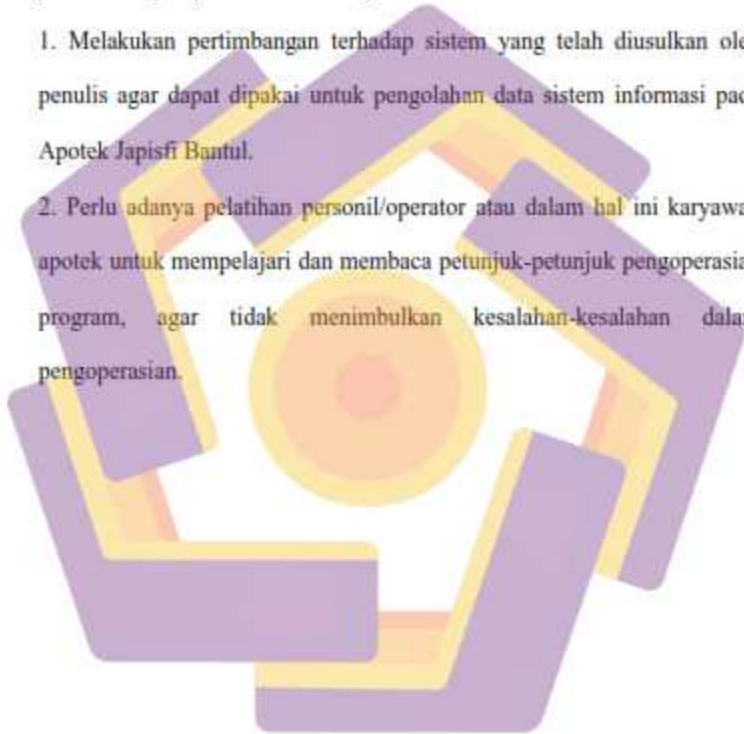 1. Melakukan pertimbangan terhadap sistem yang telah diusulkan ole
penulis agar dapat dipakai untuk pengolahan data sistem informasi pad
Apotek Japisfi Bantul.
2. Perlu adanya pelatihan personil/operator atau dalam hal ini karyawa
apotek untuk mempelajari dan membaca petunjuk-petunjuk pengoperasia
program, agar tidak menimbulkan kesalahan-kesalahan dala
pengoperasian.